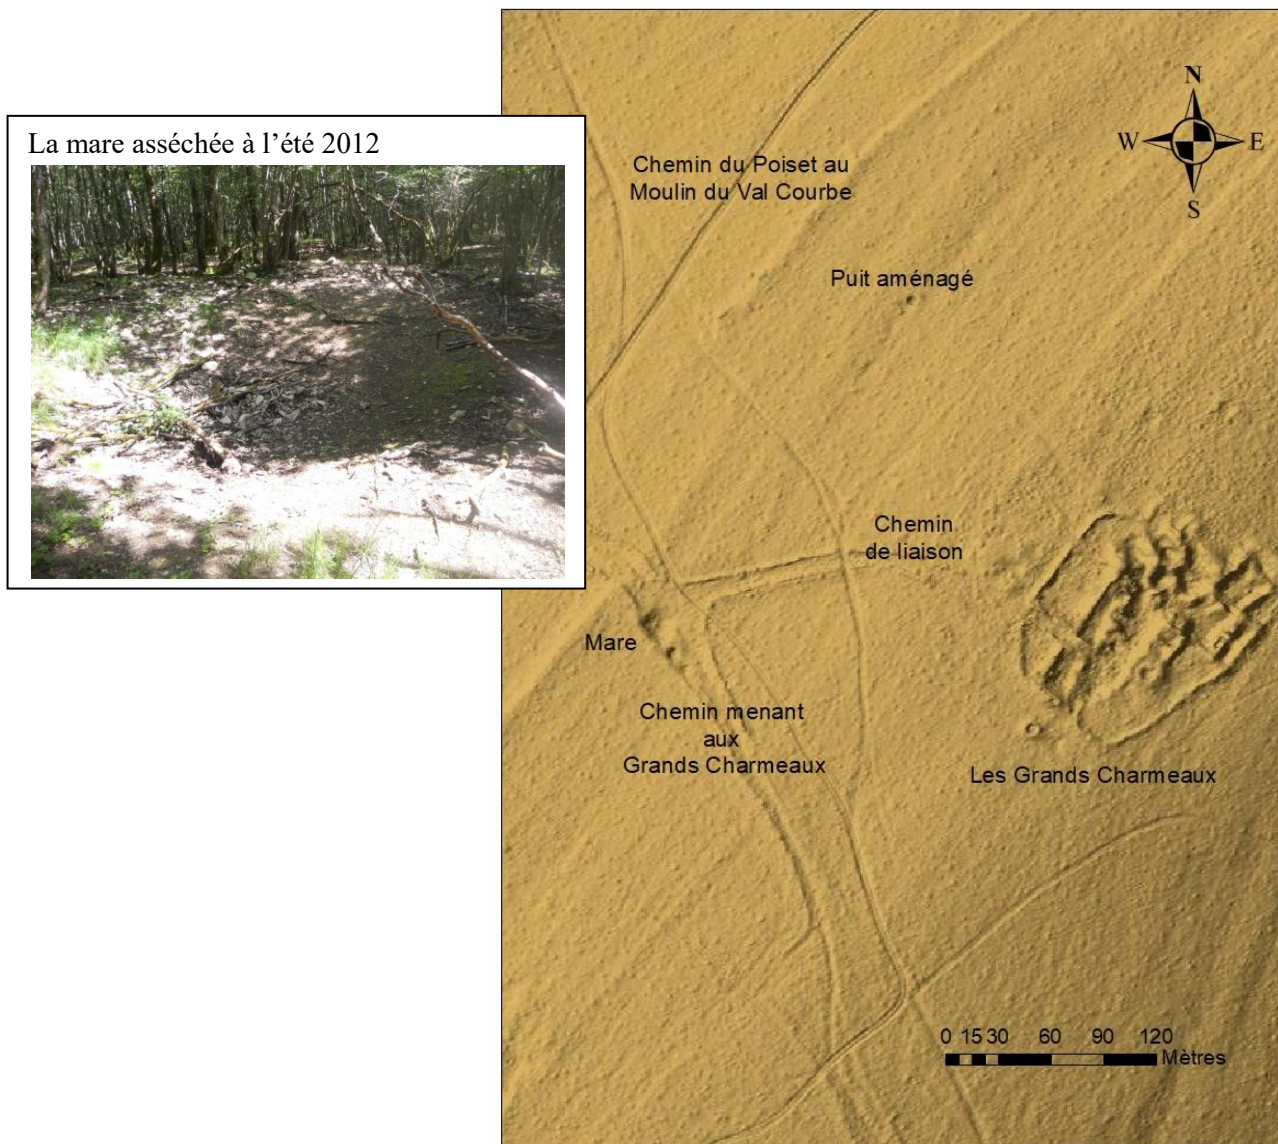 La mare asséchée à l'été 2012
N
W
E
S
Chemin du Poiset au
Moulin du Val Courbe
Puit aménagé
Chemin
de liaison
Mare
Chemin menant
aux
Grands Charmeaux
Les Grands Charmeaux
0 15 30 60 90 120
Mètres